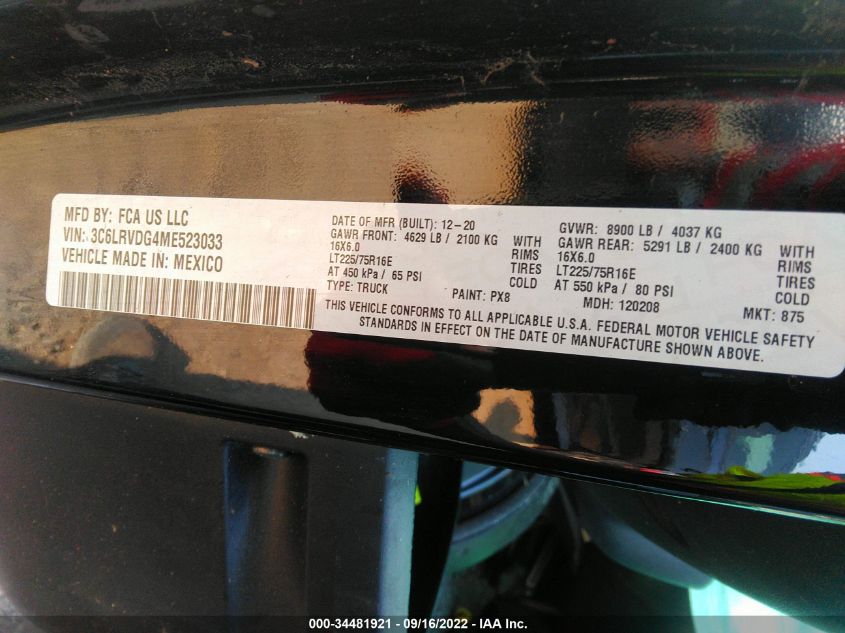 MFD BY: FCA US LLC
VIN: 3C6LRVDG4ME523033
VEHICLE MADE IN: MEXICO
DATE OF MFR (BUILT): 12-20
GAWR FRONT: 4629 LB / 2100 KG WITH
16X6.0 RIMS
LT225/75R16E TIRES
AT 450 kPa / 65 PSI COLD
TYPE: TRUCK PAINT: PX8
GVWR: 8900 LB / 4037 KG
GAWR REAR: 5291 LB / 2400 KG WITH
16X6.0 RIMS
LT225/75R16E TIRES
AT 550 kPa / 80 PSI COLD
MDH: 120208 MKT: 875
THIS VEHICLE CONFORMS TO ALL APPLICABLE U.S.A. FEDERAL MOTOR VEHICLE SAFETY
STANDARDS IN EFFECT ON THE DATE OF MANUFACTURE SHOWN ABOVE.
000-34481921 - 09/16/2022 - IAA Inc.